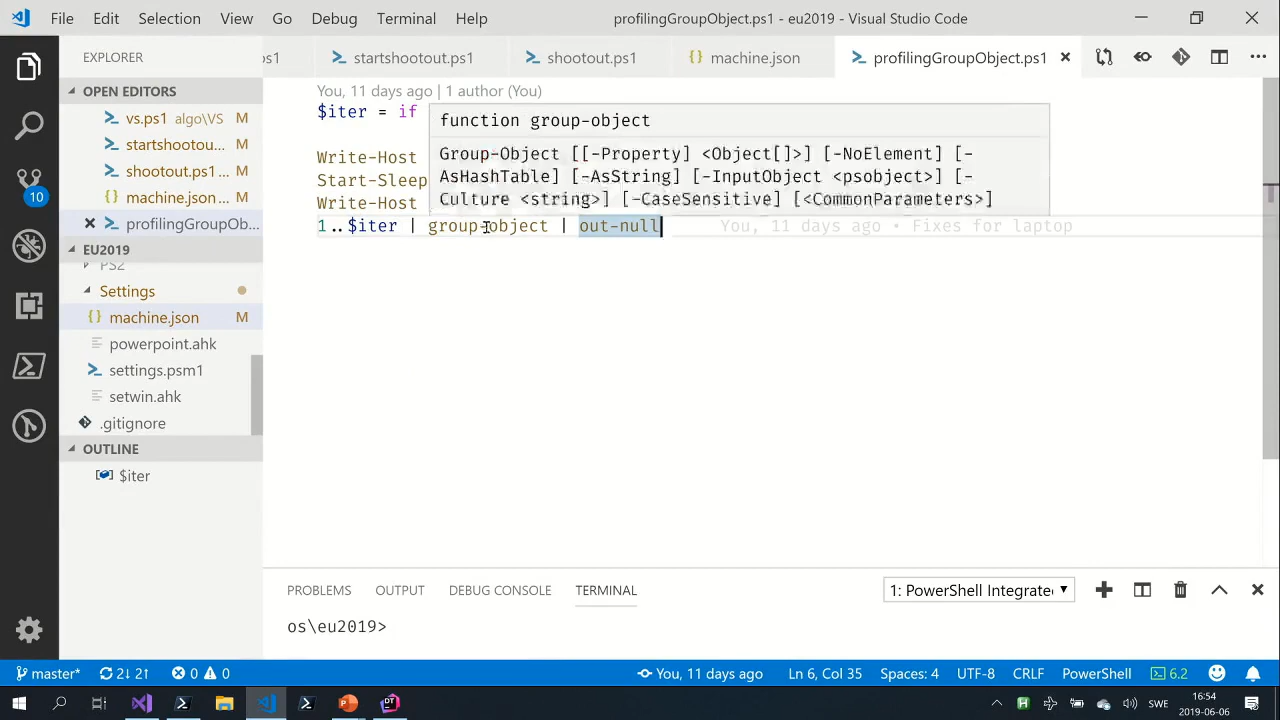 File Edit Selection View Go Debug Terminal Help profilingGroupObject.ps1 - eu2019 - Visual Studio Code
EXPLORER
os1 startshootout.ps1 shootout.ps1 machine.json profilingGroupObject.ps1
OPEN EDITORS
vs.ps1 algo\VS M
startshootou... M
shootout.ps1 ... M
machine.json ... M
profilingGroupOb...
EU2019
PS2
Settings
machine.json M
powerpoint.ahk
settings.psm1
setwin.ahk
.gitignore
OUTLINE
$iter
10
You, 11 days ago | 1 author (You)
$iter = if
function group-object
Group-Object [[-Property] <Object[]>] [-NoElement] [-
AsHashTable] [-AsString] [-InputObject <psobject>] [-
Culture <string>] [-CaseSensitive] [<CommonParameters>]
Write-Host
Start-Sleep
Write-Host
1..$iter | group-object | out-null You, 11 days ago • Fixes for laptop
PROBLEMS OUTPUT DEBUG CONSOLE TERMINAL 1: PowerShell Integrate
os\eu2019>
master* 2↓ 2↑ 0 0 You, 11 days ago Ln 6, Col 35 Spaces: 4 UTF-8 CRLF PowerShell 6.2
SWE 16:54
2019-06-06